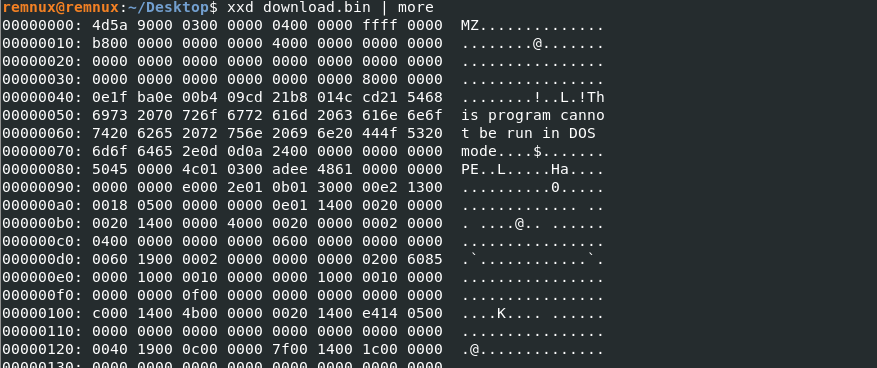 remnux@remnux:~/Desktop$ xxd download.bin | more
00000000: 4d5a 9000 0300 0000 0400 0000 ffff 0000  MZ..............
00000010: b800 0000 0000 0000 4000 0000 0000 0000  ........@.......
00000020: 0000 0000 0000 0000 0000 0000 0000 0000  ................
00000030: 0000 0000 0000 0000 0000 0000 8000 0000  ................
00000040: 0e1f ba0e 00b4 09cd 21b8 014c cd21 5468  ........!..L.!Th
00000050: 6973 2070 726f 6772 616d 2063 616e 6e6f  is program canno
00000060: 7420 6265 2072 756e 2069 6e20 444f 5320  t be run in DOS 
00000070: 6d6f 6465 2e0d 0d0a 2400 0000 0000 0000  mode....$.......
00000080: 5045 0000 4c01 0300 adee 4861 0000 0000  PE..L.....Ha....
00000090: 0000 0000 e000 2e01 0b01 3000 00e2 1300  ..........0.....
000000a0: 0018 0500 0000 0000 0e01 1400 0020 0000  ............. ..
000000b0: 0020 1400 0000 4000 0020 0000 0002 0000  . ....@.. ......
000000c0: 0400 0000 0000 0000 0600 0000 0000 0000  ................
000000d0: 0060 1900 0002 0000 0000 0000 0200 6085  .`............`.
000000e0: 0000 1000 0010 0000 0000 1000 0010 0000  ................
000000f0: 0000 0000 0f00 0000 0000 0000 0000 0000  ................
00000100: c000 1400 4b00 0000 0020 1400 e414 0500  ....K.... ......
00000110: 0000 0000 0000 0000 0000 0000 0000 0000  ................
00000120: 0040 1900 0c00 0000 7f00 1400 1c00 0000  .@..............
00000130: 0000 0000 0000 0000 0000 0000 0000 0000